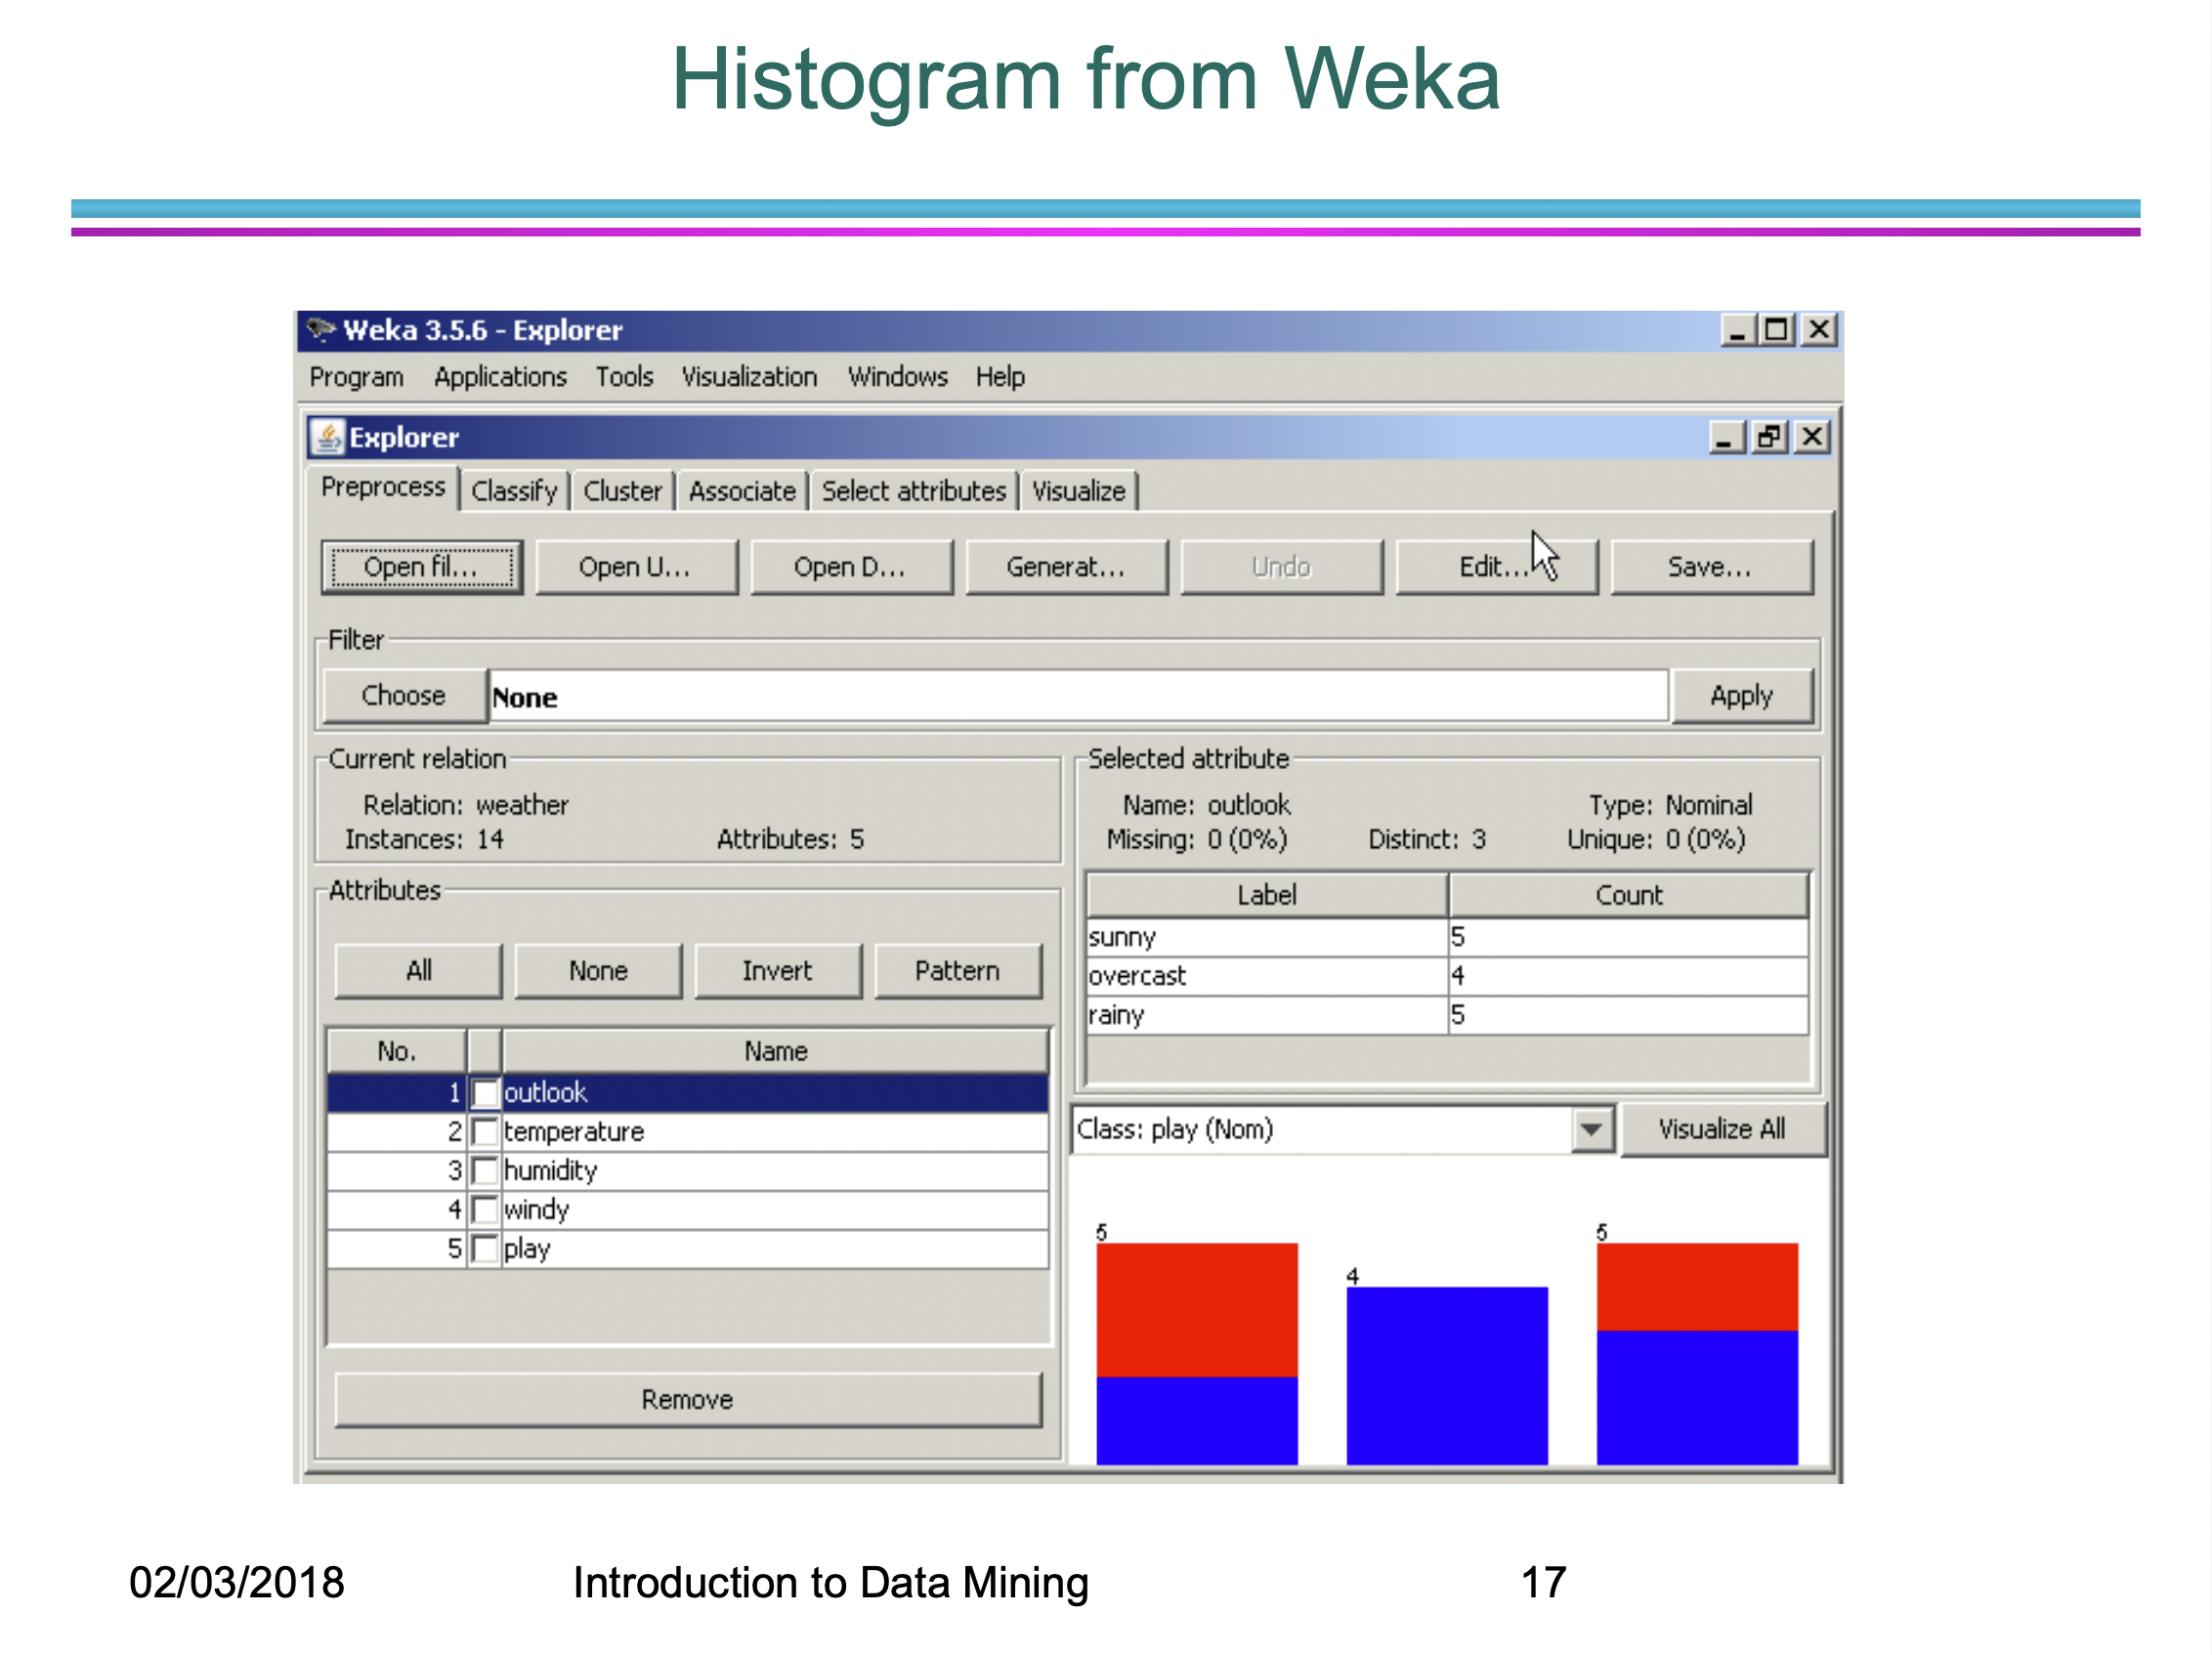 Histogram from Weka
Weka 3.5.6 - Explorer
Program Applications Tools Visualization Windows Help
Explorer
Preprocess Classify Cluster Associate Select attributes Visualize
Open fil... Open U... Open D... Generat... Undo Edit... Save...
Filter
Choose None Apply
Current relation
Relation: weather
Instances: 14 Attributes: 5
Selected attribute
Name: outlook Type: Nominal
Missing: 0 (0%) Distinct: 3 Unique: 0 (0%)
Label Count
sunny 5
overcast 4
rainy 5
Attributes
All None Invert Pattern
No. Name
1 outlook
2 temperature
3 humidity
4 windy
5 play
Remove
Class: play (Nom) Visualize All
5 4 5
02/03/2018 Introduction to Data Mining 17